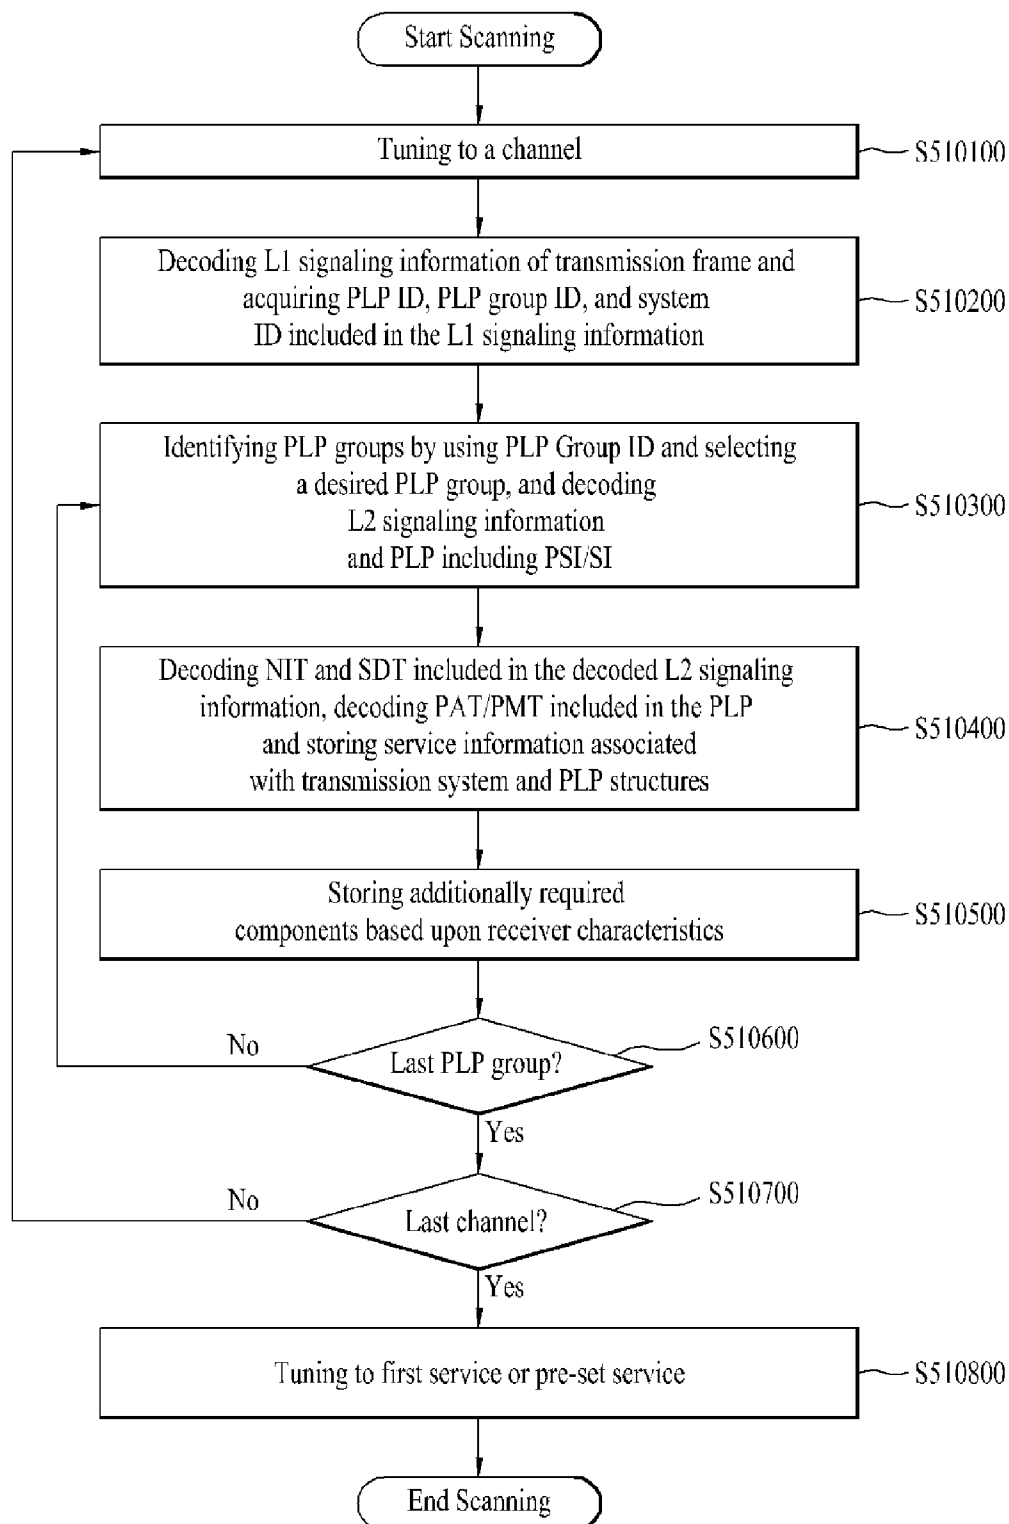 Start Scanning
Tuning to a channel
S510100
Decoding L1 signaling information of transmission frame and
acquiring PLP ID, PLP group ID, and system
ID included in the L1 signaling information
S510200
Identifying PLP groups by using PLP Group ID and selecting
a desired PLP group, and decoding
L2 signaling information
and PLP including PSI/SI
S510300
Decoding NIT and SDT included in the decoded L2 signaling
information, decoding PAT/PMT included in the PLP
and storing service information associated
with transmission system and PLP structures
S510400
Storing additionally required
components based upon receiver characteristics
S510500
Last PLP group?
S510600
No
Yes
Last channel?
S510700
No
Yes
Tuning to first service or pre-set service
S510800
End Scanning